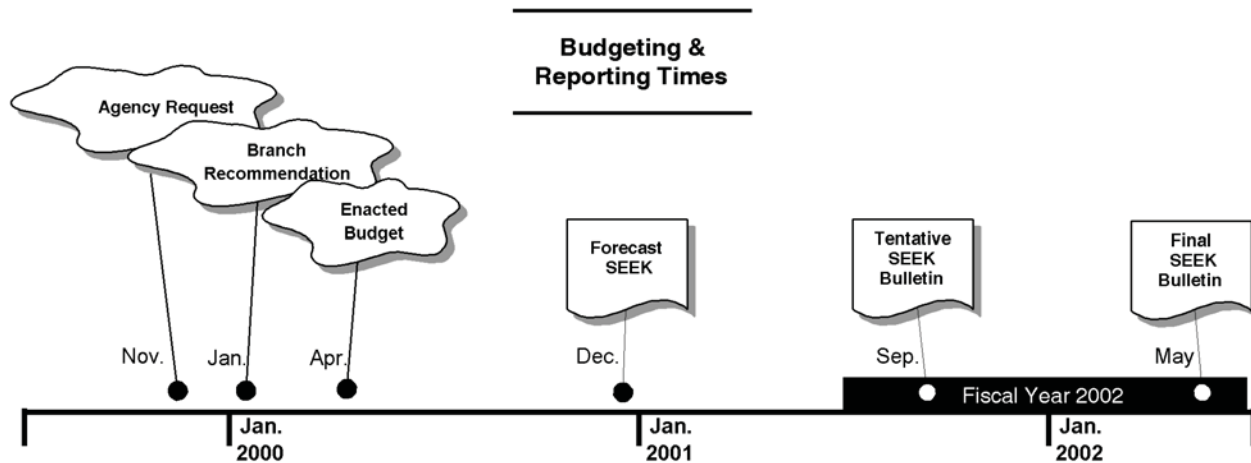 Budgeting &
Reporting Times
Agency Request
Branch
Recommendation
Enacted
Budget
Forecast
SEEK
Tentative
SEEK
Bulletin
Final
SEEK
Bulletin
Nov.
Jan.
Apr.
Dec.
Sep.
May
Fiscal Year 2002
Jan.
2000
Jan.
2001
Jan.
2002